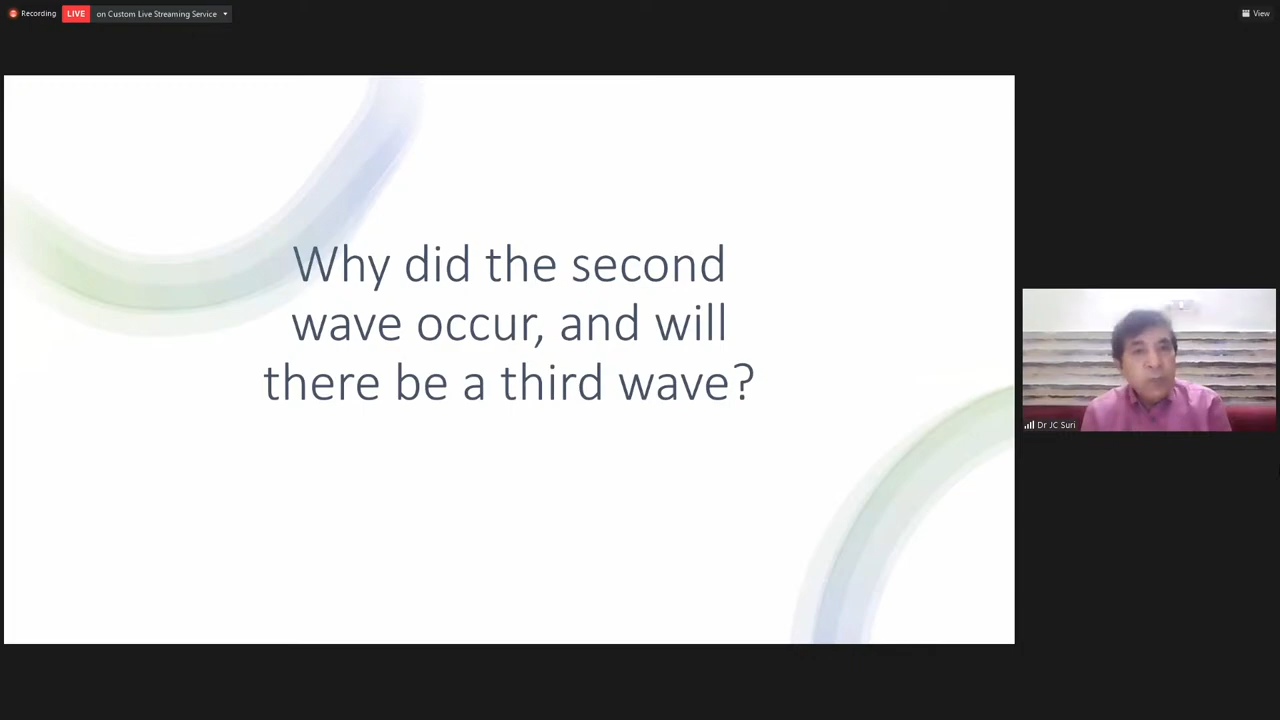 Recording
LIVE
on Custom Live Streaming Service
View
Why did the second
wave occur, and will
there be a third wave?
Dr JC Suri